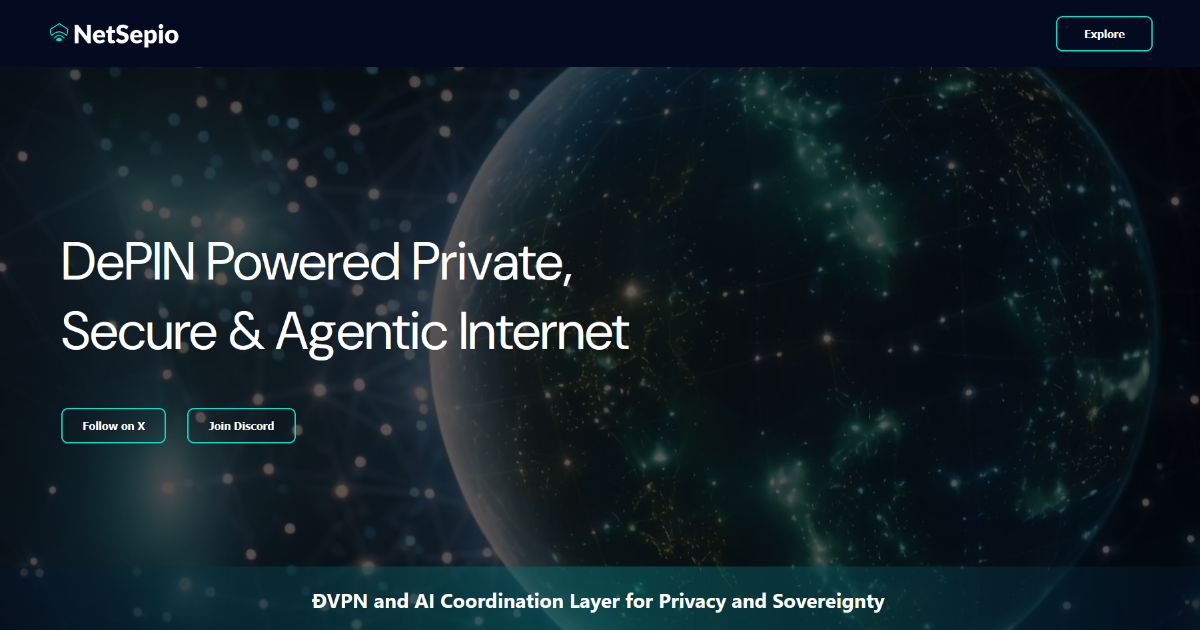 NetSepio
Explore
DePIN Powered Private,
Secure & Agentic Internet
Follow on X
Join Discord
ĐVPN and AI Coordination Layer for Privacy and Sovereignty